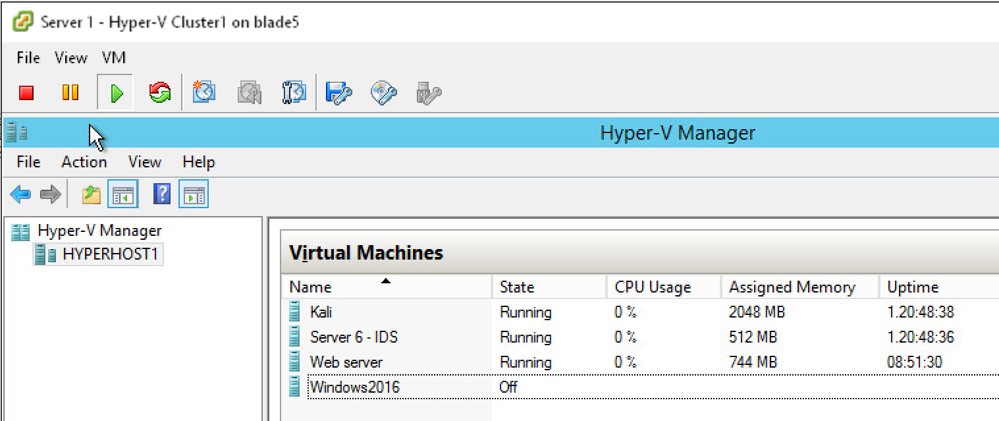 Server 1 - Hyper-V Cluster1 on blade5
File View VM
Hyper-V Manager
File Action View Help
Hyper-V Manager
HYPERHOST1
Virtual Machines
Name State CPU Usage Assigned Memory Uptime
Kali Running 0 % 2048 MB 1.20:48:38
Server 6 - IDS Running 0 % 512 MB 1.20:48:36
Web server Running 0 % 744 MB 08:51:30
Windows2016 Off